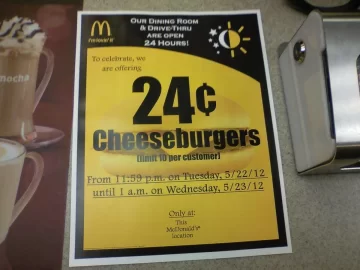 Our Dining Room
& Drive-Thru
are open
24 Hours!
i'm lovin' it
To celebrate, we
are offering
24¢
Cheeseburgers
(limit 10 per customer)
From 11:59 p.m. on Tuesday, 5/22/12
until 1 a.m. on Wednesday, 5/23/12
Only at:
This
McDonald's®
location
mocha